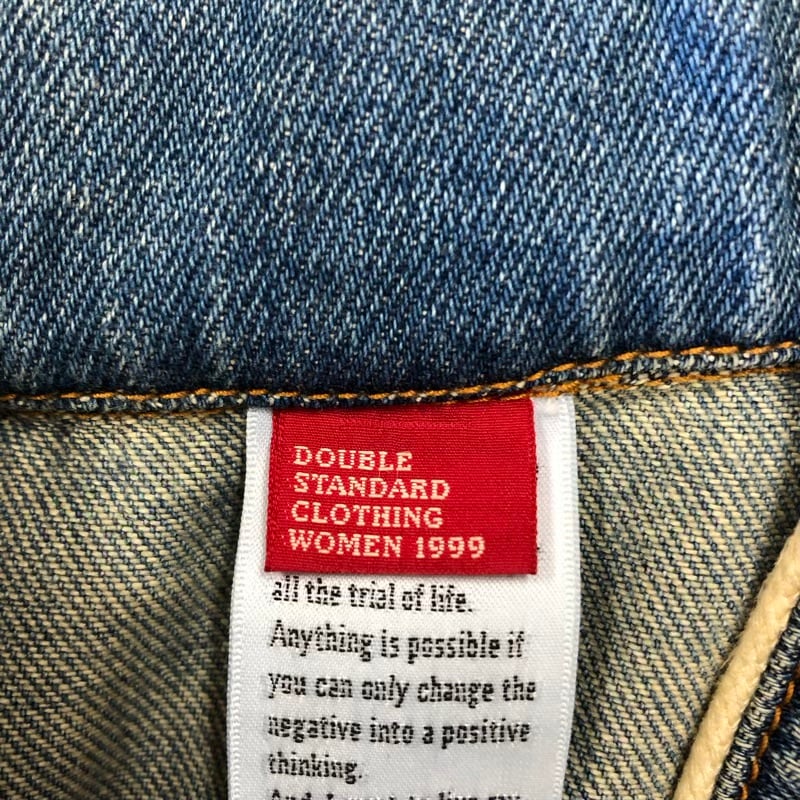 DOUBLE
STANDARD
CLOTHING
WOMEN 1999
all the trial of life.
Anything is possible if
you can only change the
negative into a positive
thinking.